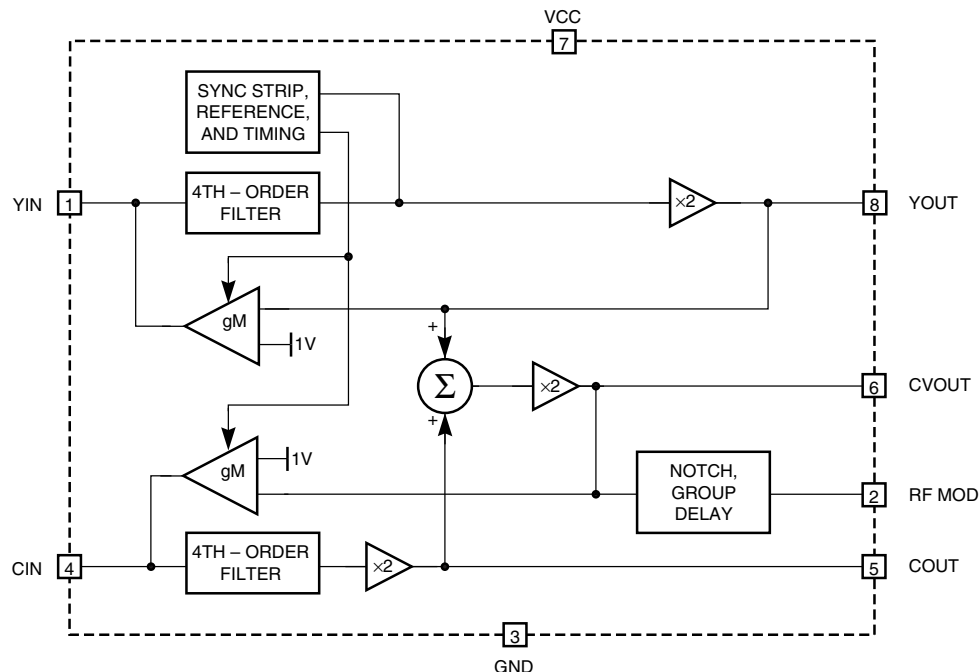 VCC
7
SYNC STRIP,
REFERENCE,
AND TIMING
YIN
1
4TH – ORDER
FILTER
×2
8
YOUT
gM
1V
+
Σ
×2
6
CVOUT
+
gM
1V
NOTCH,
GROUP
DELAY
2
RF MOD
CIN
4
4TH – ORDER
FILTER
×2
5
COUT
3
GND